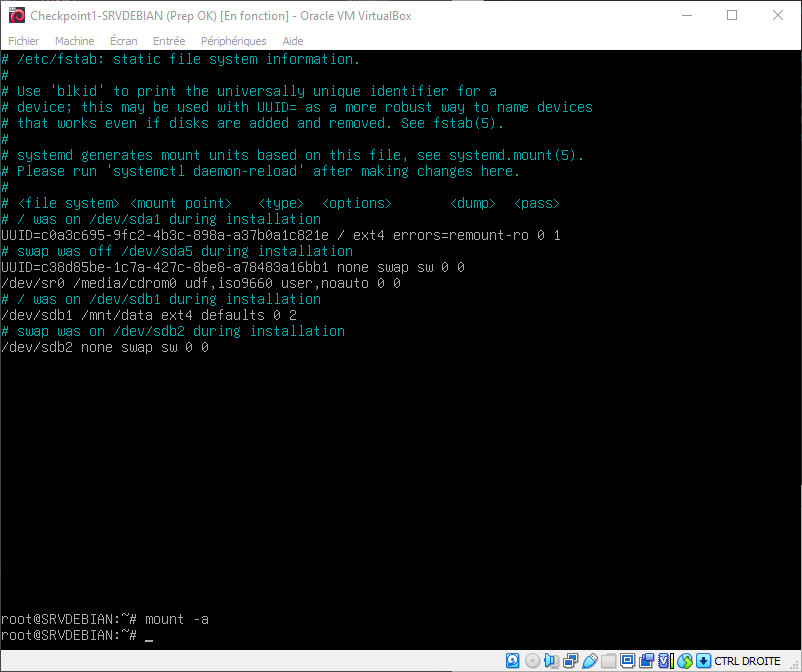 Checkpoint1-SRVDEBIAN (Prep OK) [En fonction] - Oracle VM VirtualBox
Fichier Machine Écran Entrée Périphériques Aide
# /etc/fstab: static file system information.
#
# Use 'blkid' to print the universally unique identifier for a
# device; this may be used with UUID= as a more robust way to name devices
# that works even if disks are added and removed. See fstab(5).
#
# systemd generates mount units based on this file, see systemd.mount(5).
# Please run 'systemctl daemon-reload' after making changes here.
#
# <file system> <mount point> <type> <options> <dump> <pass>
# / was on /dev/sda1 during installation
UUID=c0a3c695-9fc2-4b3c-898a-a37b0a1c821e / ext4 errors=remount-ro 0 1
# swap was off /dev/sda5 during installation
UUID=c38d85be-1c7a-427c-8be8-a78483a16bb1 none swap sw 0 0
/dev/sr0 /media/cdrom0 udf,iso9660 user,noauto 0 0
# / was on /dev/sdb1 during installation
/dev/sdb1 /mnt/data ext4 defaults 0 2
# swap was on /dev/sdb2 during installation
/dev/sdb2 none swap sw 0 0
root@SRVDEBIAN:~# mount -a
root@SRVDEBIAN:~# _
CTRL DROITE